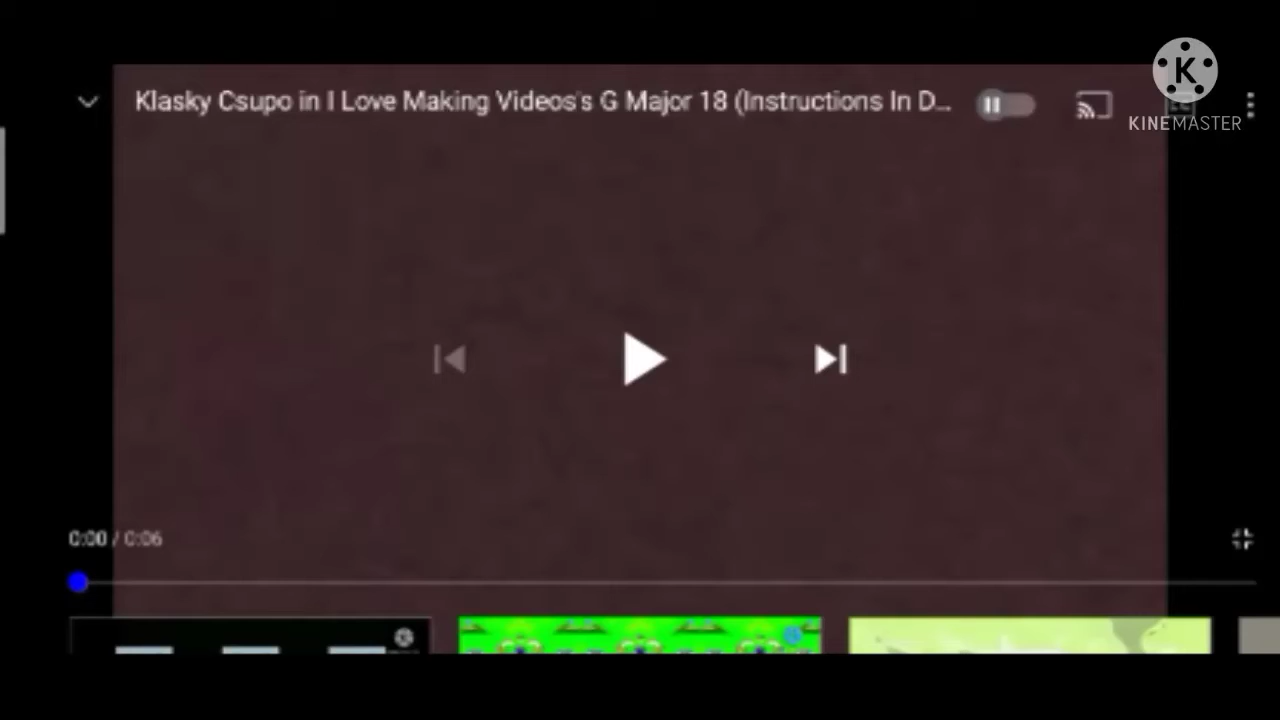 Klasky Csupo in I Love Making Videos's G Major 18 (Instructions In D...
K
KINEMASTER
0:00 / 0:06